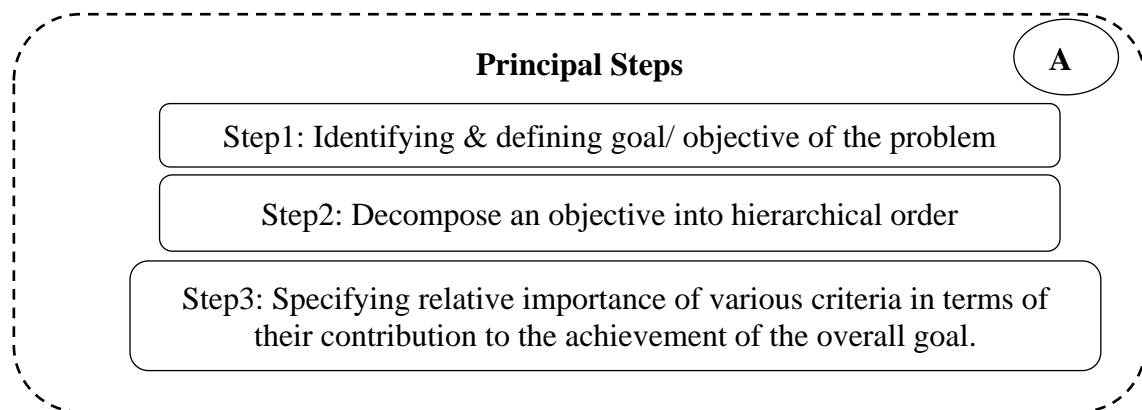 Principal Steps
A
Step1: Identifying & defining goal/ objective of the problem
Step2: Decompose an objective into hierarchical order
Step3: Specifying relative importance of various criteria in terms of
their contribution to the achievement of the overall goal.